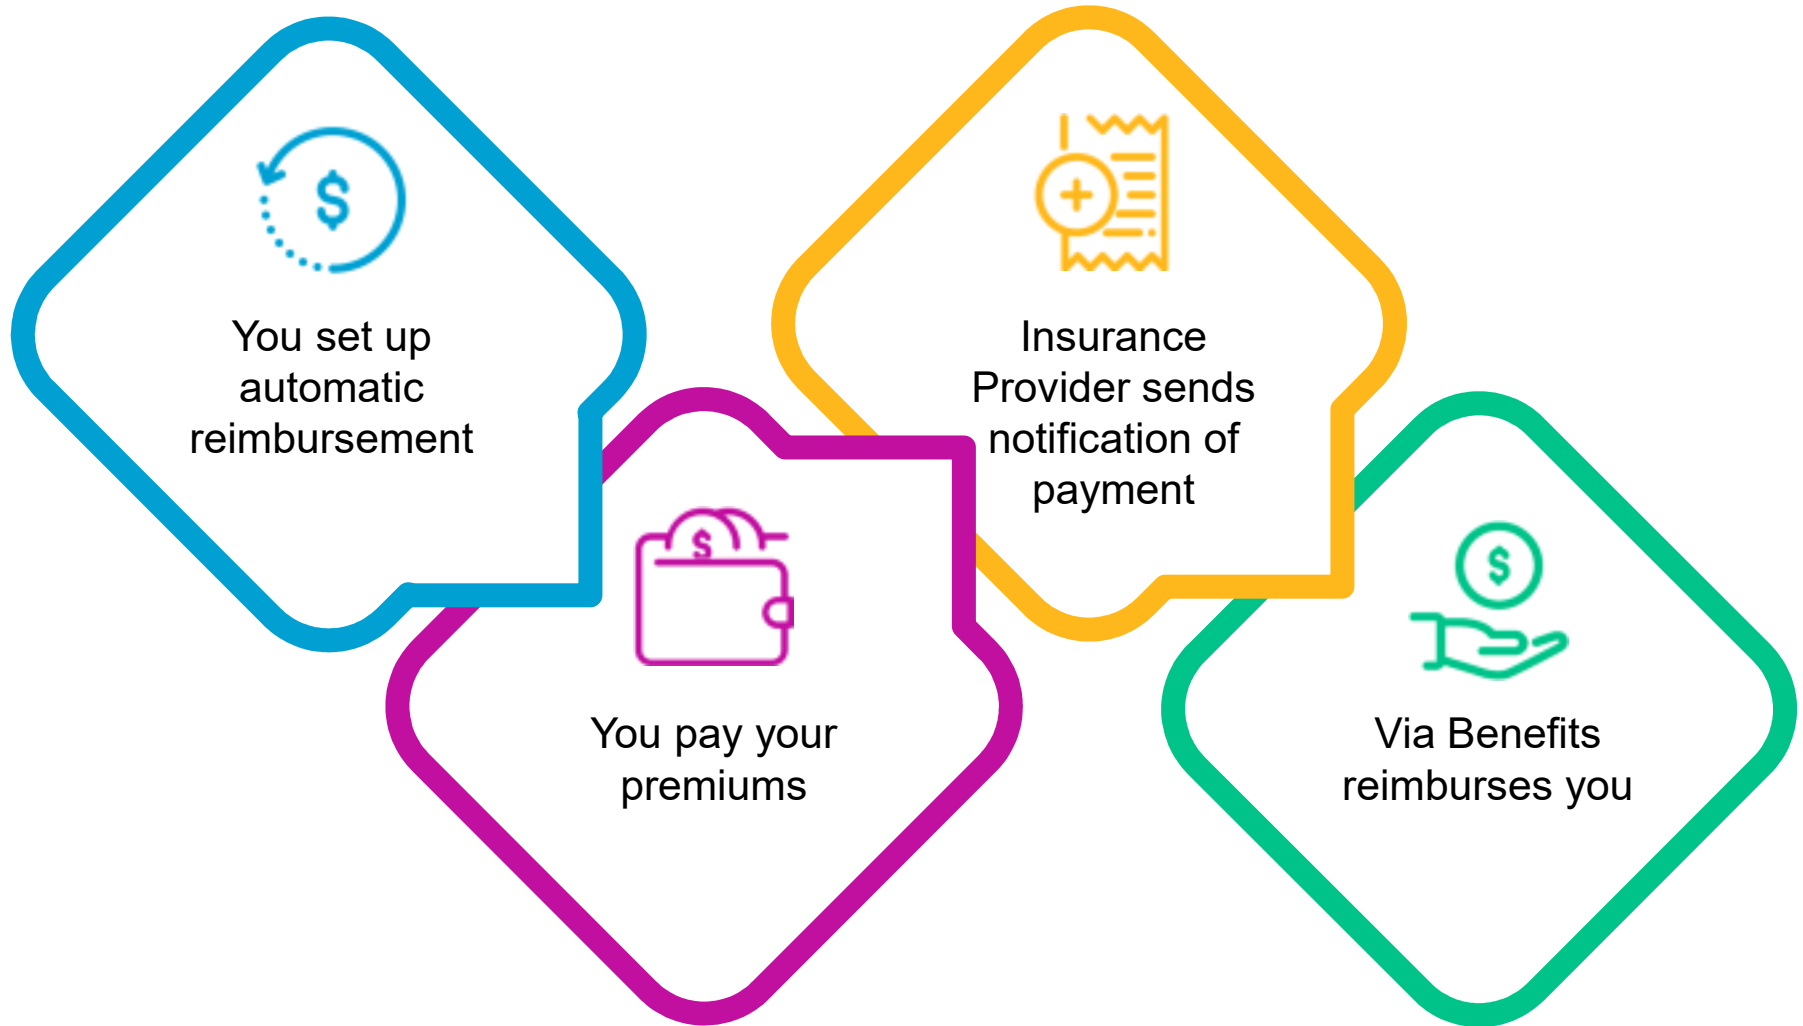 You set up
automatic
reimbursement
$
$
You pay your
premiums
Insurance
Provider sends
notification of
payment
$
Via Benefits
reimburses you